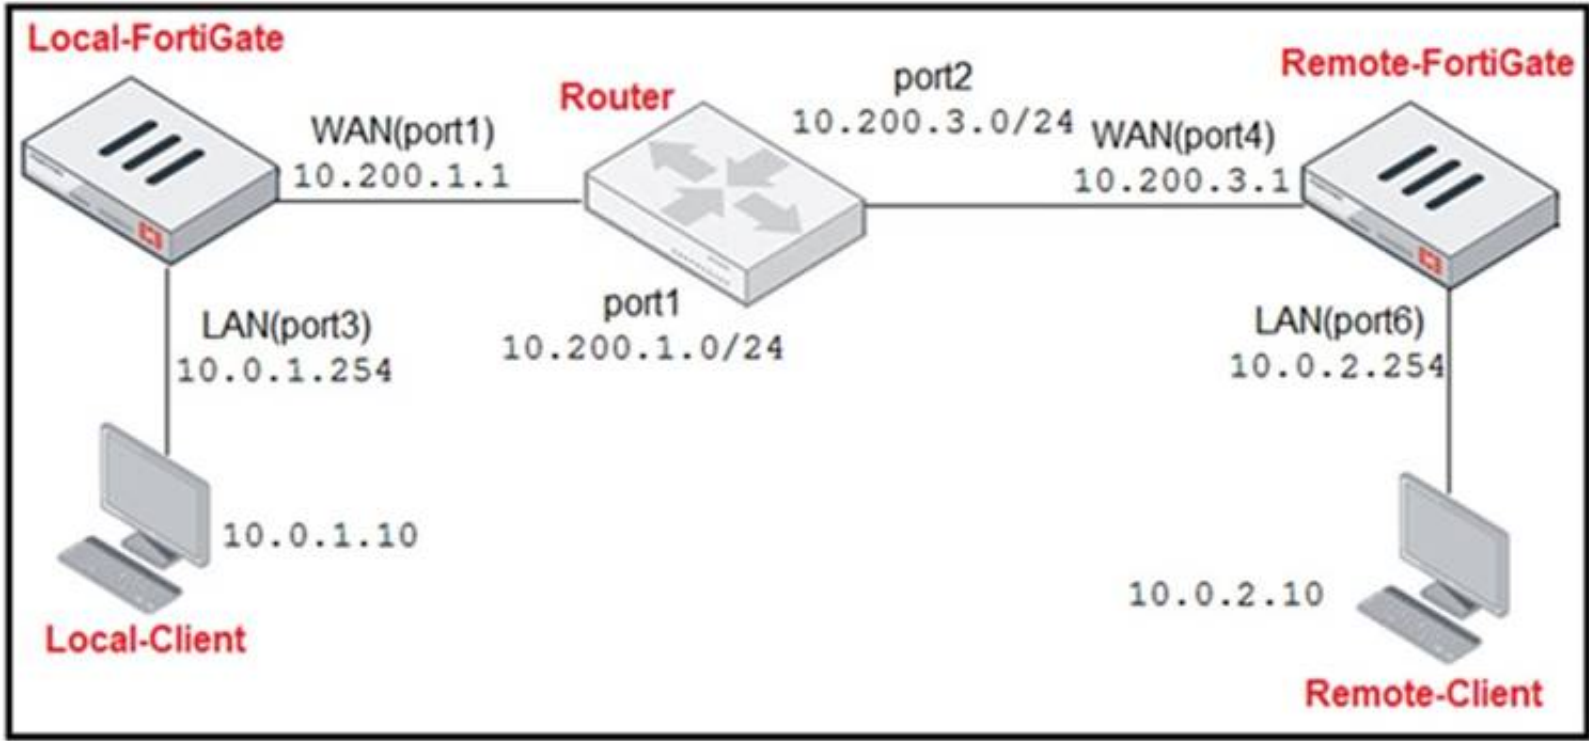 Local-FortiGate
WAN(port1)
10.200.1.1
Router
port2
10.200.3.0/24
WAN(port4)
10.200.3.1
Remote-FortiGate
LAN(port3)
10.0.1.254
port1
10.200.1.0/24
LAN(port6)
10.0.2.254
10.0.1.10
Local-Client
10.0.2.10
Remote-Client